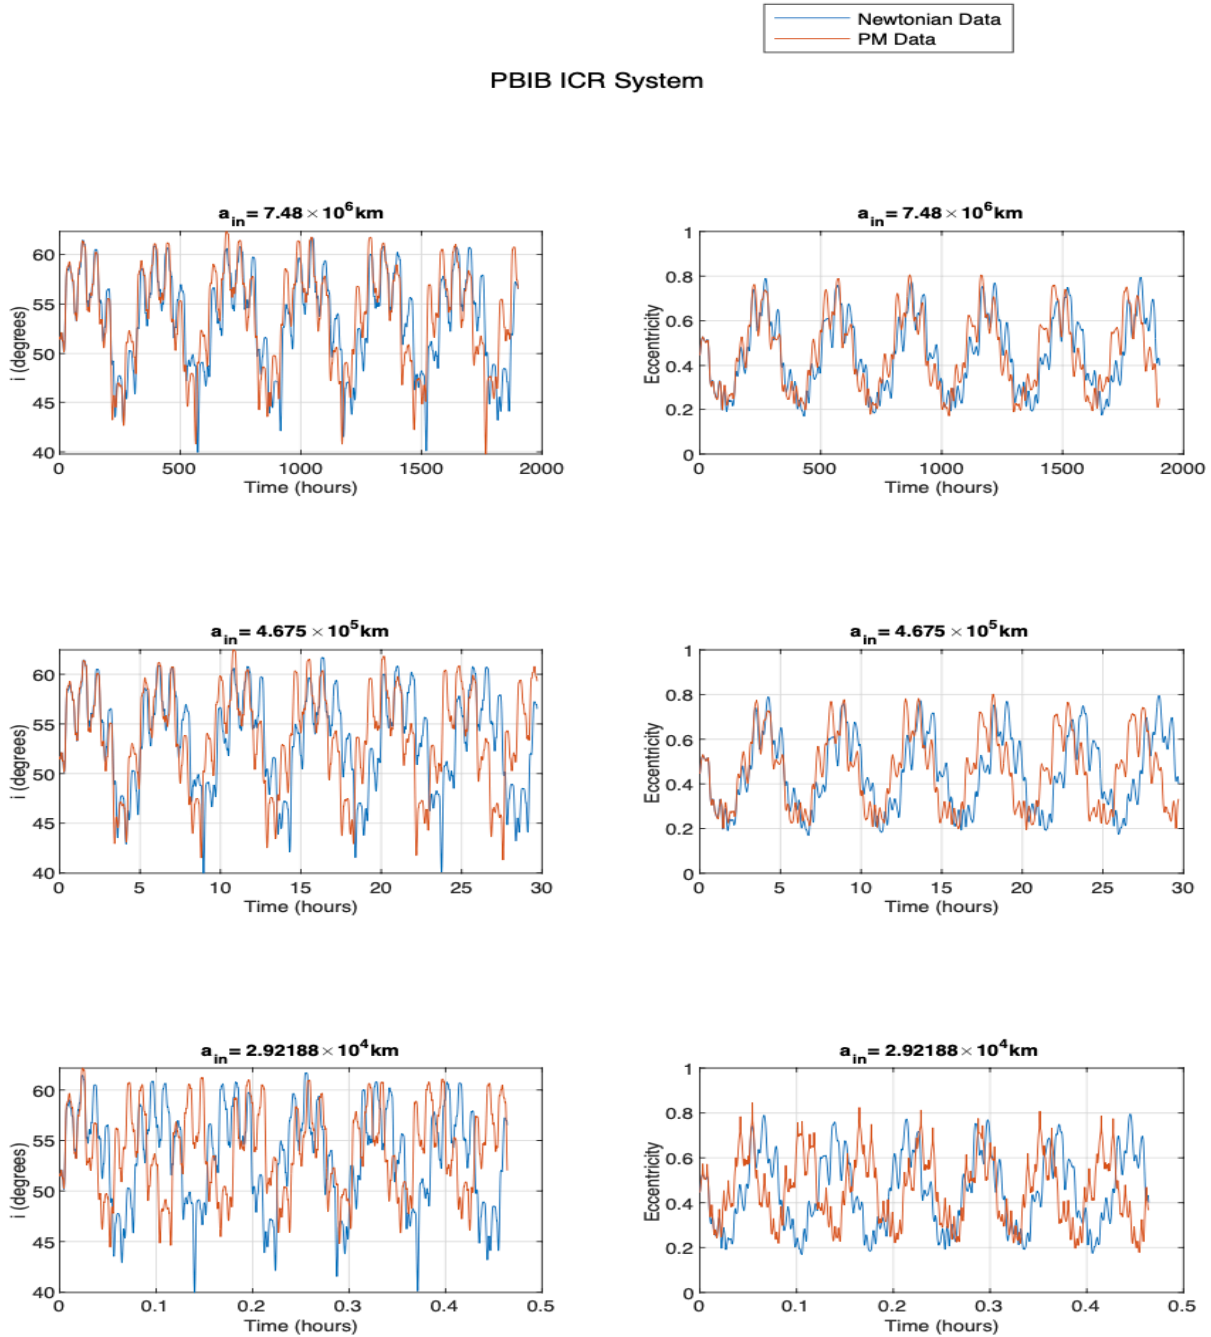 Newtonian Data
PM Data
PBIB ICR System
a_in = 7.48 × 10^6 km
60
55
50
45
40
i (degrees)
0 500 1000 1500 2000
Time (hours)
a_in = 7.48 × 10^6 km
1
0.8
0.6
0.4
0.2
0
Eccentricity
0 500 1000 1500 2000
Time (hours)
a_in = 4.675 × 10^5 km
60
55
50
45
40
i (degrees)
0 5 10 15 20 25 30
Time (hours)
a_in = 4.675 × 10^5 km
1
0.8
0.6
0.4
0.2
0
Eccentricity
0 5 10 15 20 25 30
Time (hours)
a_in = 2.92188 × 10^4 km
60
55
50
45
40
i (degrees)
0 0.1 0.2 0.3 0.4 0.5
Time (hours)
a_in = 2.92188 × 10^4 km
1
0.8
0.6
0.4
0.2
0
Eccentricity
0 0.1 0.2 0.3 0.4 0.5
Time (hours)